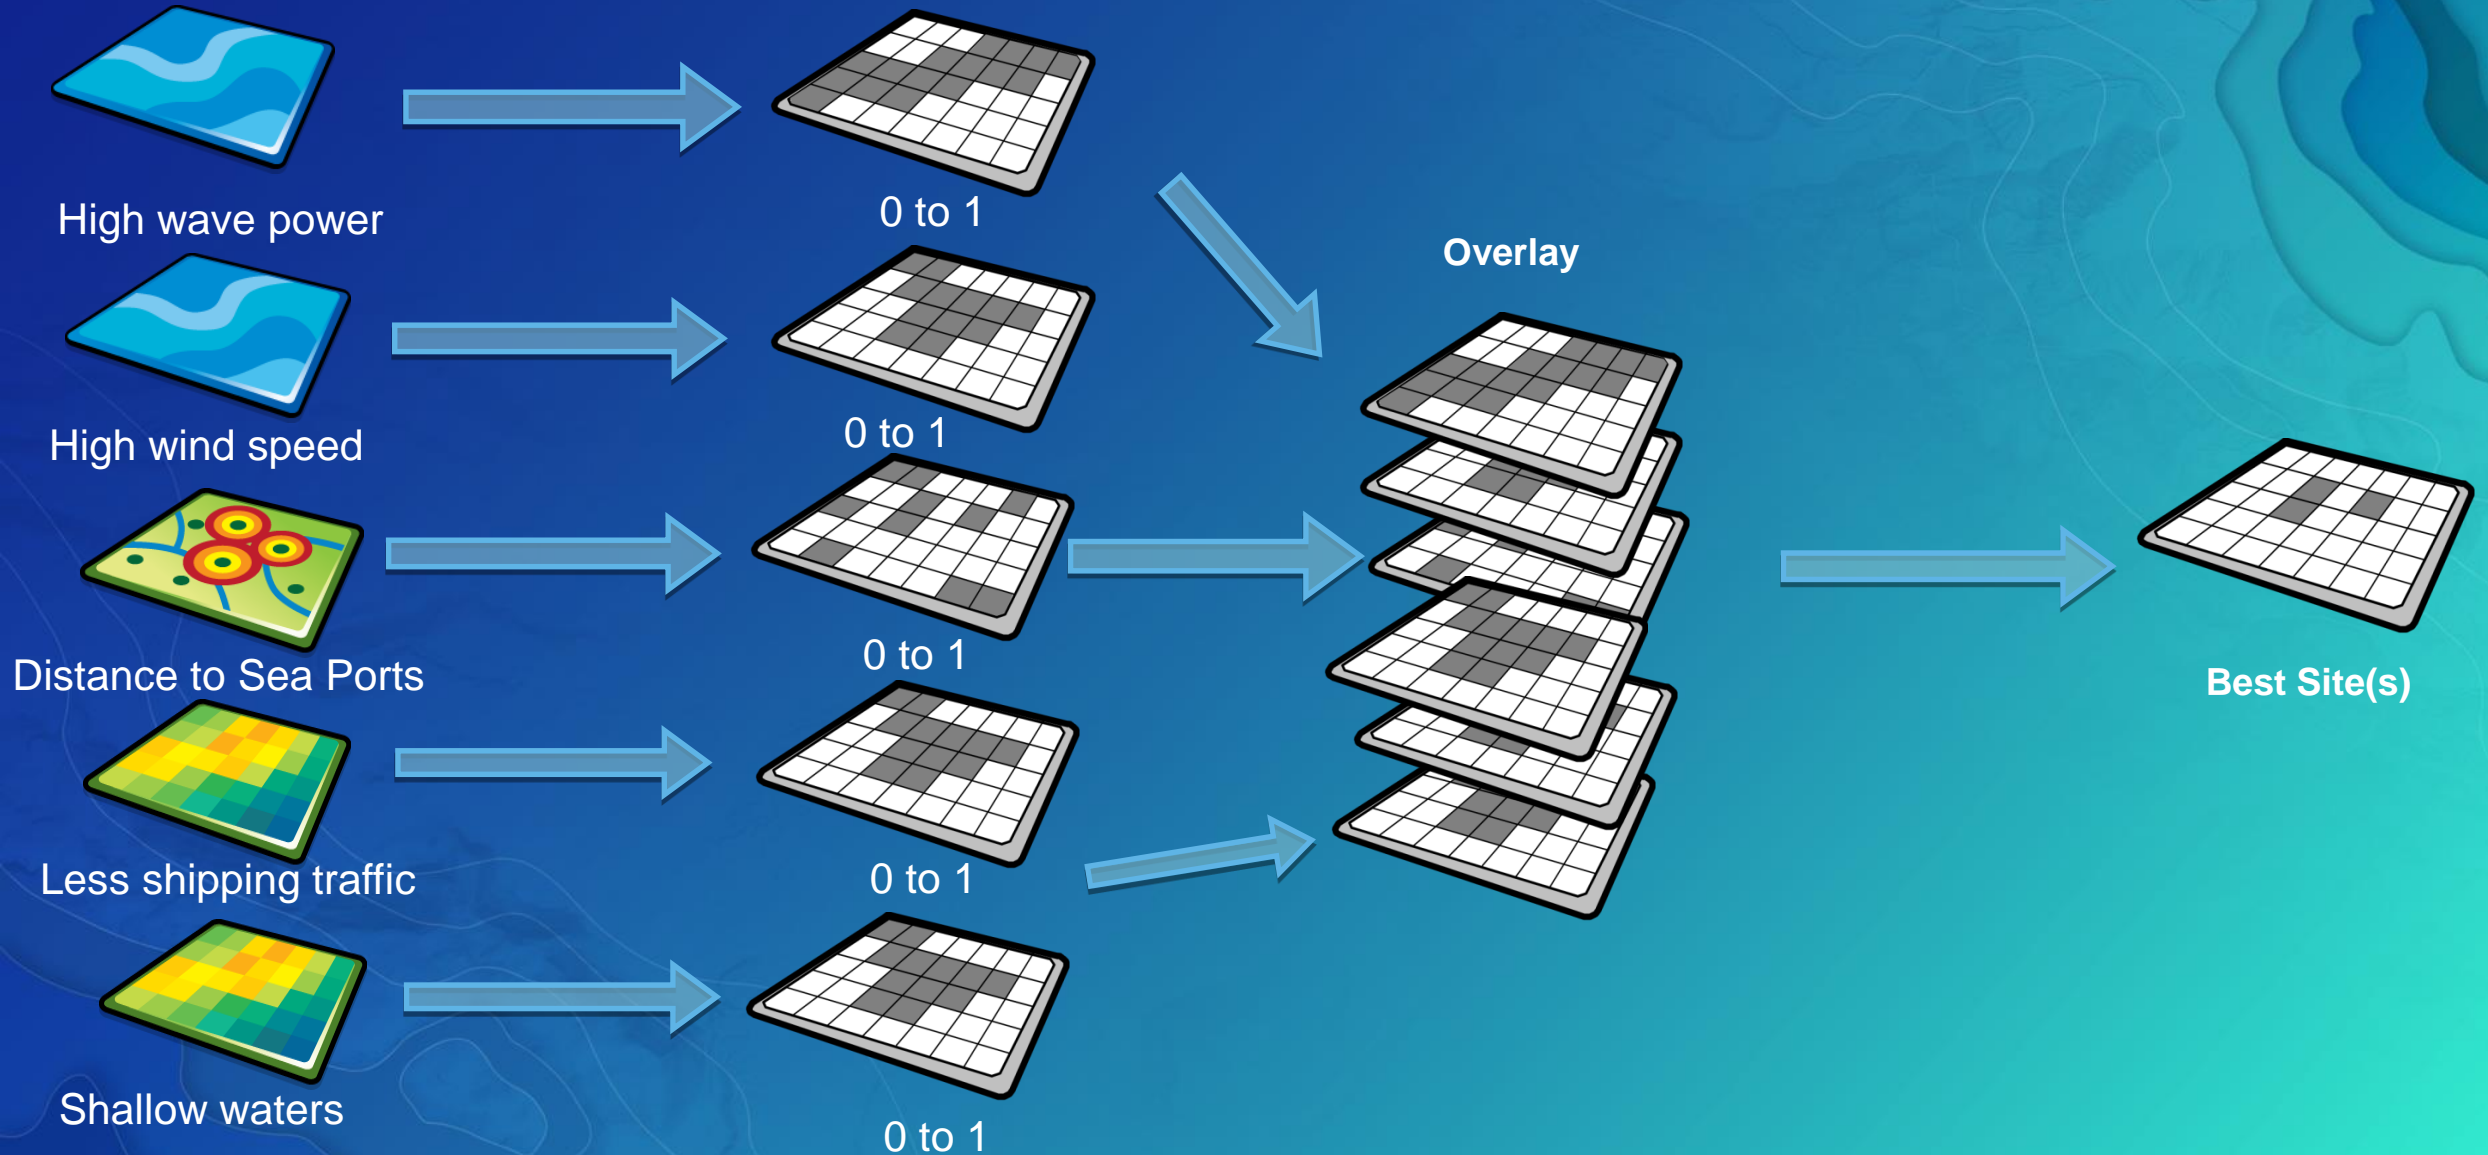 High wave power
0 to 1
High wind speed
0 to 1
Distance to Sea Ports
0 to 1
Less shipping traffic
0 to 1
Shallow waters
0 to 1
Overlay
Best Site(s)